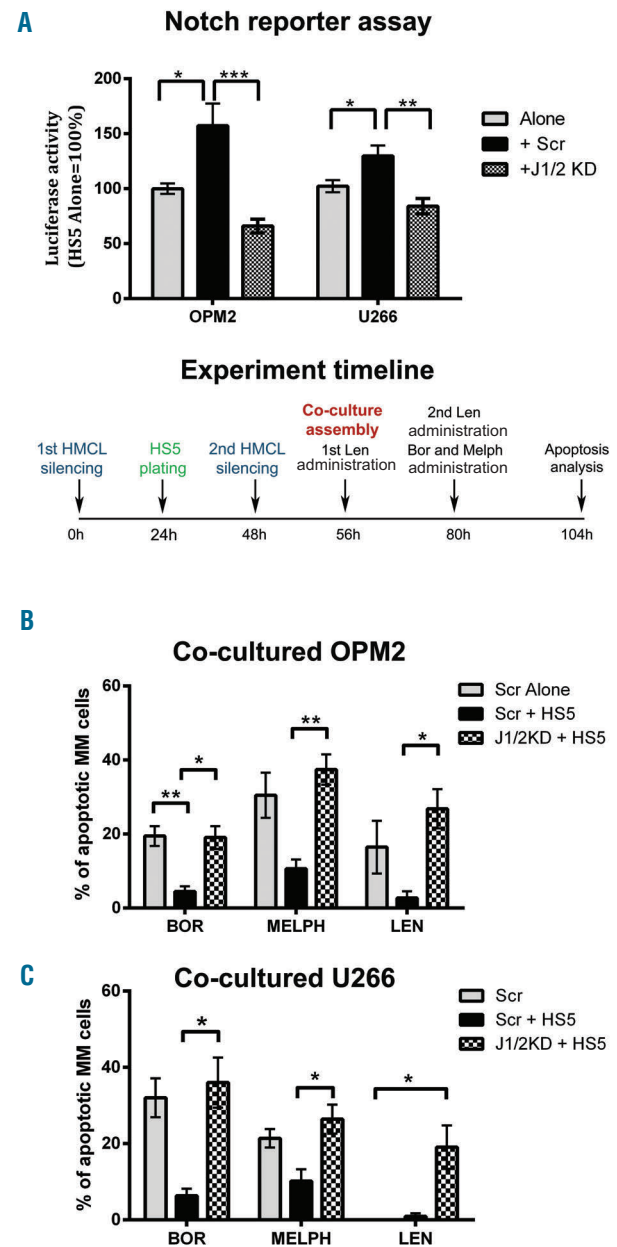 A
Notch reporter assay
Luciferase activity
(HS5 Alone=100%)
200
150
100
50
0
* *** * **
OPM2 U266
Alone
+ Scr
+J1/2 KD
Experiment timeline
1st HMCL
silencing
HS5
plating
2nd HMCL
silencing
Co-culture
assembly
1st Len
administration
2nd Len
administration
Bor and Melph
administration
Apoptosis
analysis
0h 24h 48h 56h 80h 104h
B
Co-cultured OPM2
% of apoptotic MM cells
60
40
20
0
** * ** *
BOR MELPH LEN
Scr Alone
Scr + HS5
J1/2KD + HS5
C
Co-cultured U266
% of apoptotic MM cells
60
40
20
0
* * *
BOR MELPH LEN
Scr
Scr + HS5
J1/2KD + HS5